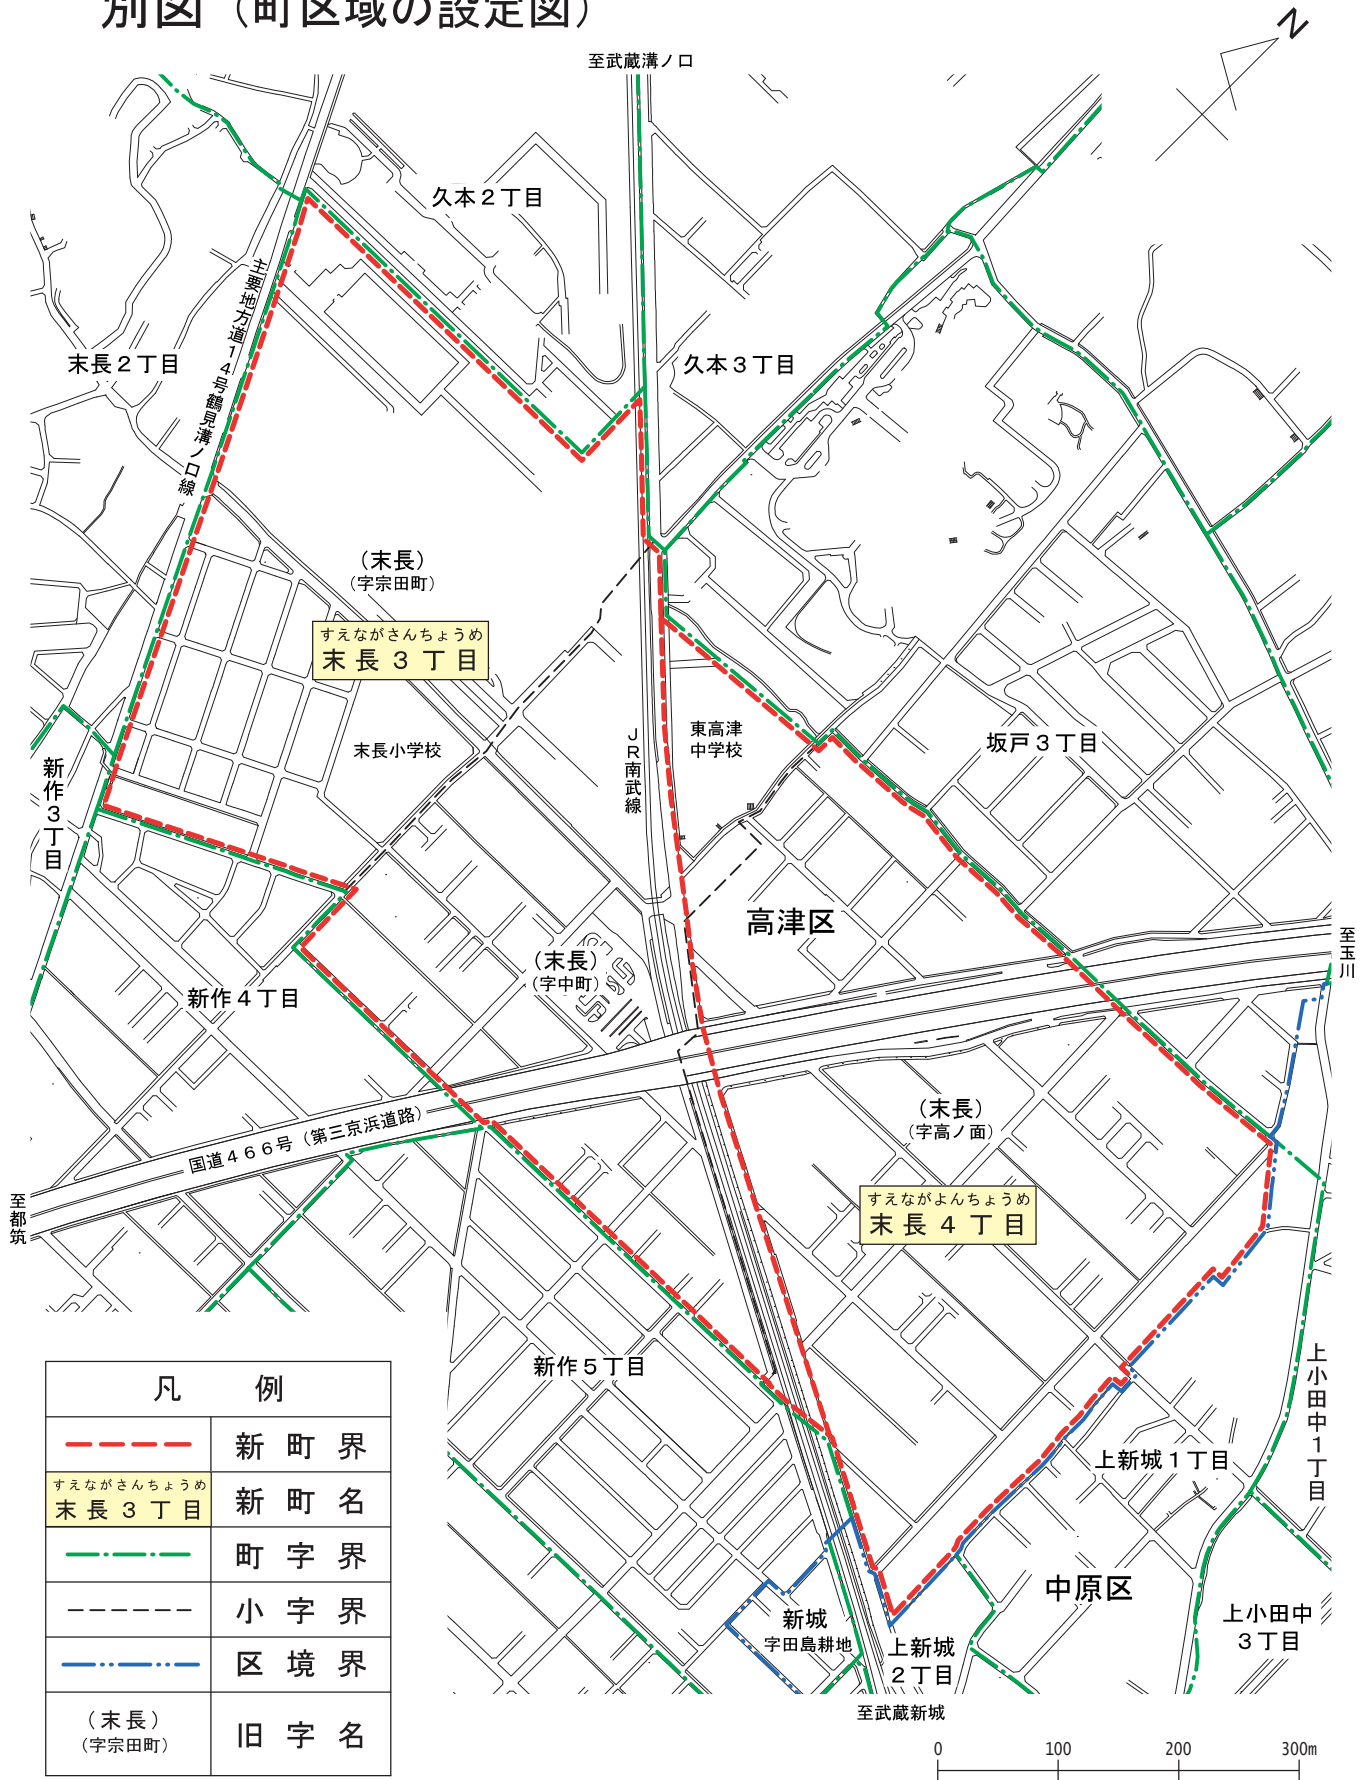 別図（町区域の設定図）
N
至武蔵溝ノ口
久本２丁目
主要地方道１４号鶴見溝ノ口線
末長２丁目
久本３丁目
（末長）
（字宗田町）
すえながさんちょうめ
末長３丁目
末長小学校
ＪＲ南武線
東高津
中学校
坂戸３丁目
新作３丁目
高津区
至玉川
（末長）
（字中町）
新作４丁目
（末長）
（字高ノ面）
国道４６６号（第三京浜道路）
至都筑
すえながよんちょうめ
末長４丁目
新作５丁目
上小田中１丁目
上新城１丁目
中原区
新城
字田島耕地
上新城
２丁目
上小田中
３丁目
至武蔵新城
凡例
新町界
すえながさんちょうめ
末長３丁目
新町名
町字界
小字界
区境界
（末長）
（字宗田町）
旧字名
0 100 200 300m